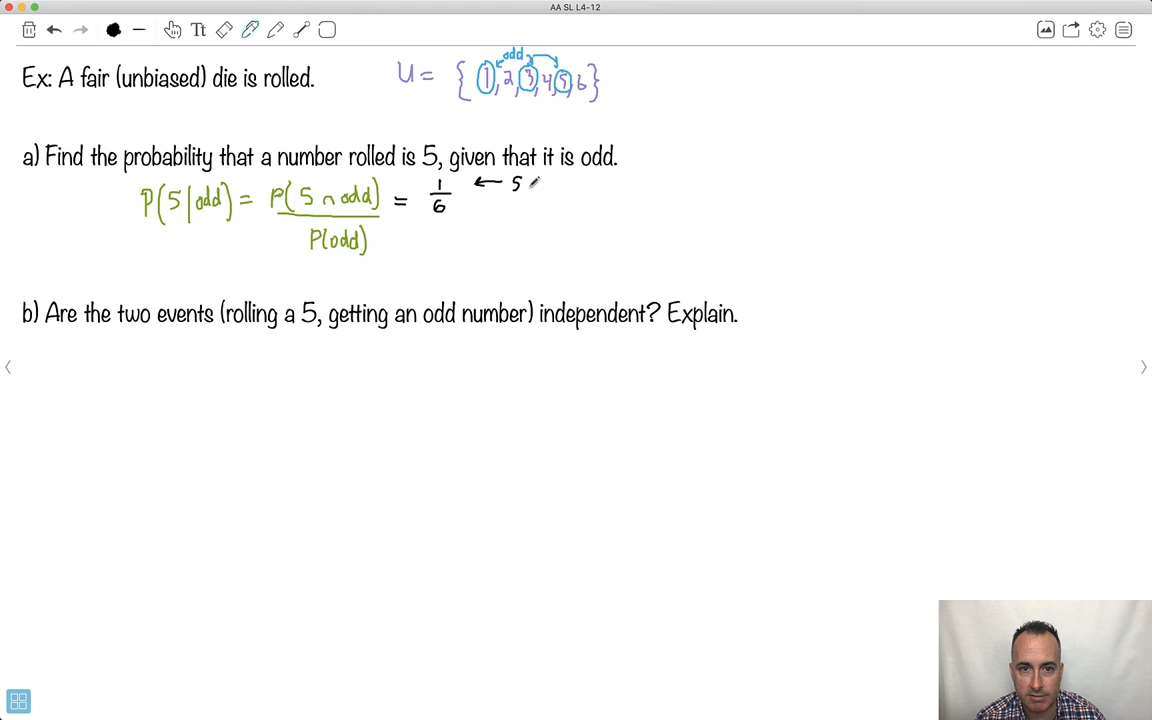 AA SL L4-12
Tt
odd
Ex: A fair (unbiased) die is rolled. U = { 1, 2, 3, 4, 5, 6 }
a) Find the probability that a number rolled is 5, given that it is odd.
P(5|odd) = P(5 ∩ odd) = 1 ← 5
6
P(odd)
b) Are the two events (rolling a 5, getting an odd number) independent? Explain.